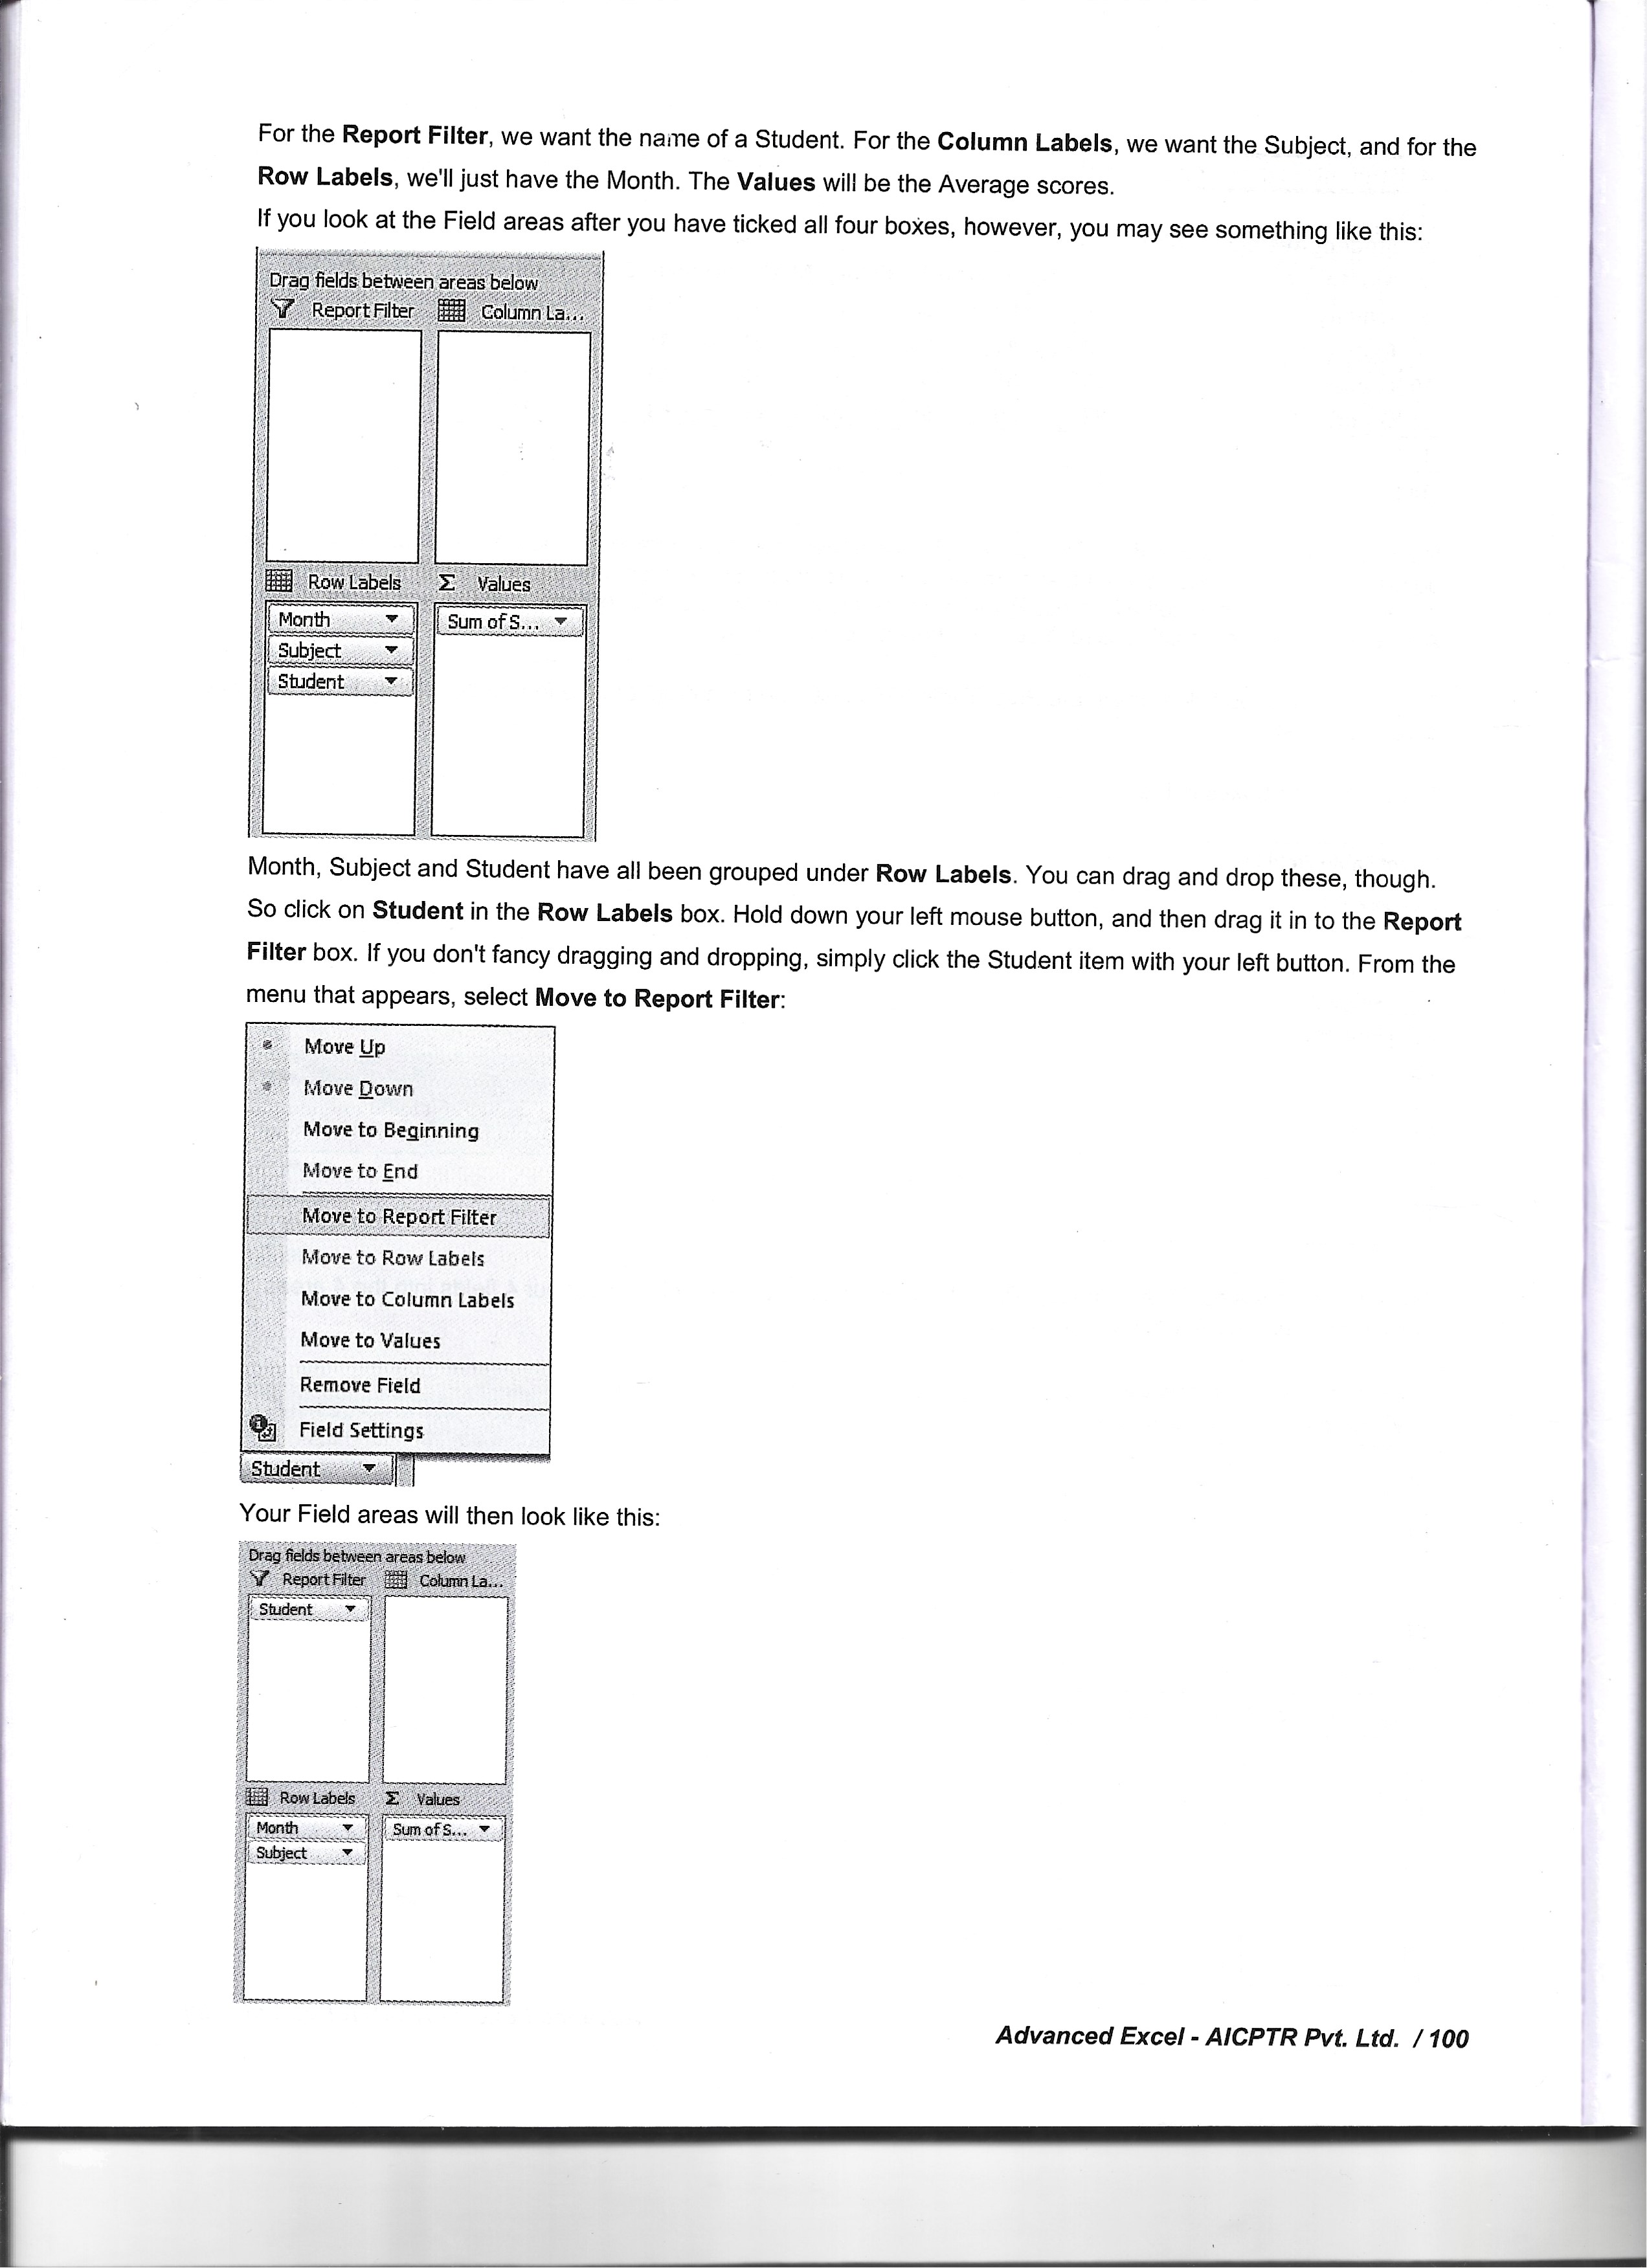 For the Report Filter, we want the name of a Student. For the Column Labels, we want the Subject, and for the
Row Labels, we'll just have the Month. The Values will be the Average scores.
If you look at the Field areas after you have ticked all four boxes, however, you may see something like this:
Drag fields between areas below
Report Filter Column La...
Row Labels Σ Values
Month Sum of S...
Subject
Student
Month, Subject and Student have all been grouped under Row Labels. You can drag and drop these, though.
So click on Student in the Row Labels box. Hold down your left mouse button, and then drag it in to the Report
Filter box. If you don't fancy dragging and dropping, simply click the Student item with your left button. From the
menu that appears, select Move to Report Filter:
Move Up
Move Down
Move to Beginning
Move to End
Move to Report Filter
Move to Row Labels
Move to Column Labels
Move to Values
Remove Field
Field Settings
Student
Your Field areas will then look like this:
Drag fields between areas below
Report Filter Column La...
Student
Row Labels Σ Values
Month Sum of S...
Subject
Advanced Excel - AICPTR Pvt. Ltd. / 100